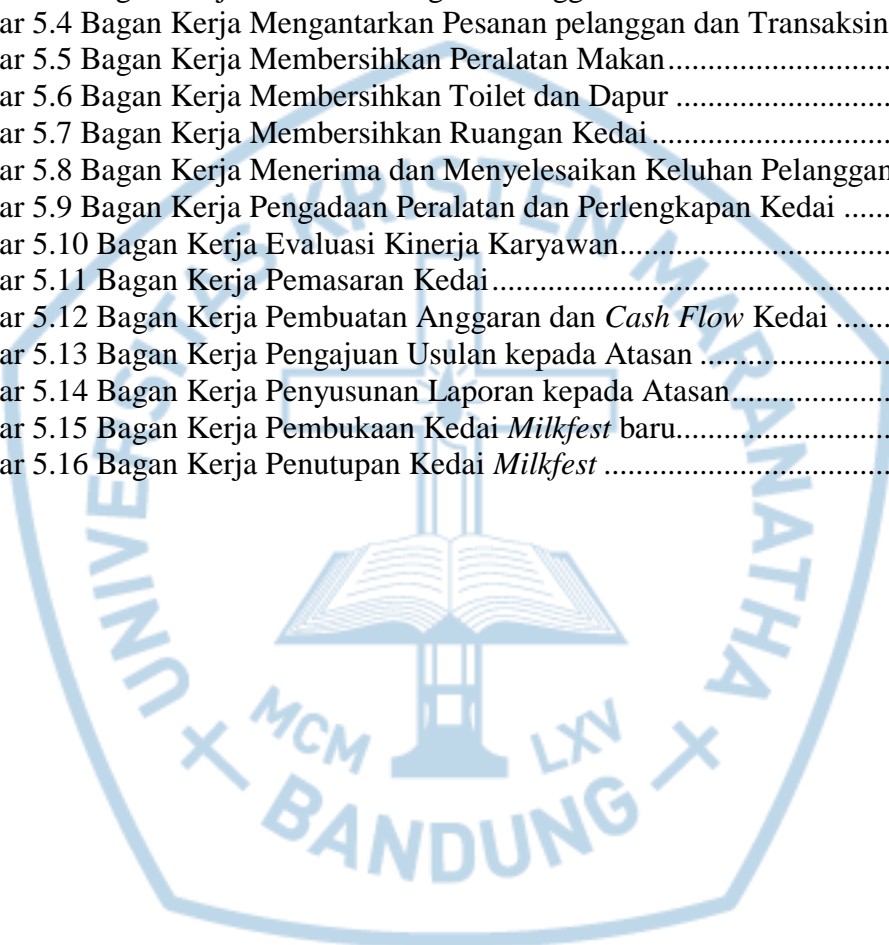 ar 5.4 Bagan Kerja Mengantarkan Pesanan pelanggan dan Transaksin
ar 5.5 Bagan Kerja Membersihkan Peralatan Makan..............................
ar 5.6 Bagan Kerja Membersihkan Toilet dan Dapur .............................
ar 5.7 Bagan Kerja Membersihkan Ruangan Kedai................................
ar 5.8 Bagan Kerja Menerima dan Menyelesaikan Keluhan Pelanggan
ar 5.9 Bagan Kerja Pengadaan Peralatan dan Perlengkapan Kedai ......
ar 5.10 Bagan Kerja Evaluasi Kinerja Karyawan....................................
ar 5.11 Bagan Kerja Pemasaran Kedai.....................................................
ar 5.12 Bagan Kerja Pembuatan Anggaran dan Cash Flow Kedai .......
ar 5.13 Bagan Kerja Pengajuan Usulan kepada Atasan .........................
ar 5.14 Bagan Kerja Penyusunan Laporan kepada Atasan.....................
ar 5.15 Bagan Kerja Pembukaan Kedai Milkfest baru............................
ar 5.16 Bagan Kerja Penutupan Kedai Milkfest ......................................
UNIVERSITAS KRISTEN MARANATHA
MCM LXV
BANDUNG